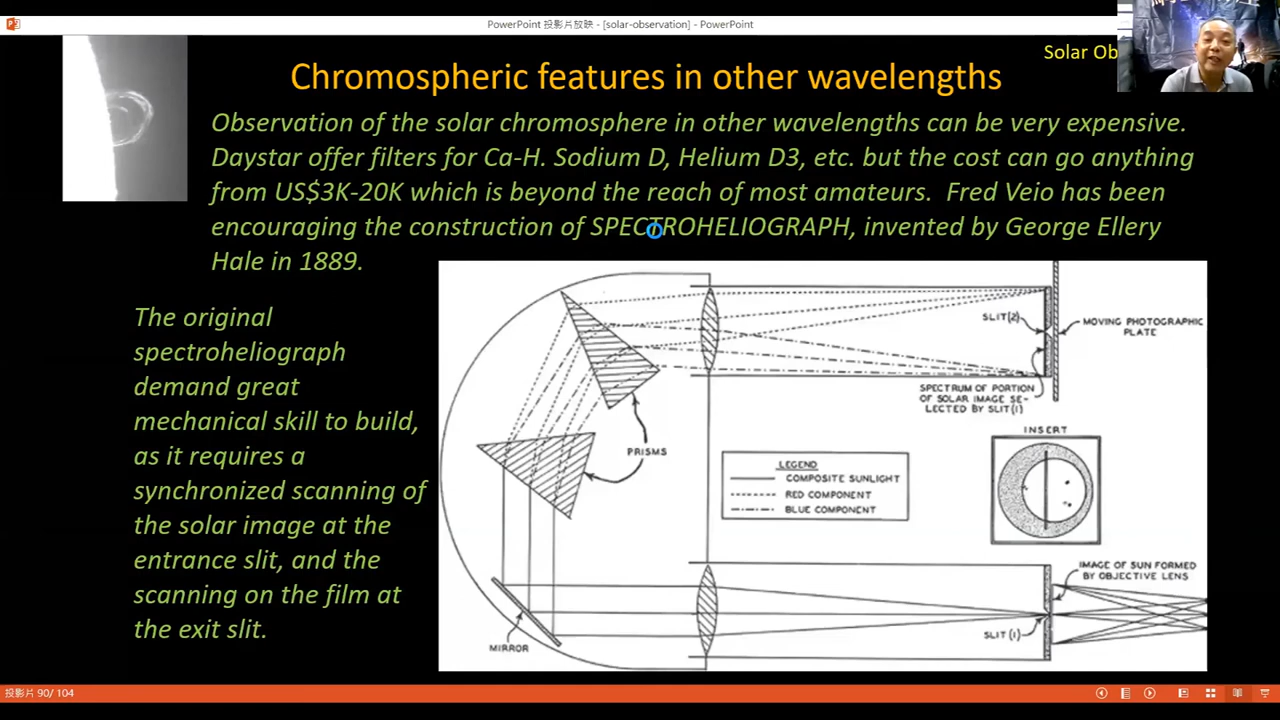 PowerPoint 投影片放映 - [solar-observation] - PowerPoint
Solar Ob
Chromospheric features in other wavelengths
Observation of the solar chromosphere in other wavelengths can be very expensive.
Daystar offer filters for Ca-H. Sodium D, Helium D3, etc. but the cost can go anything
from US$3K-20K which is beyond the reach of most amateurs. Fred Veio has been
encouraging the construction of SPECTROHELIOGRAPH, invented by George Ellery
Hale in 1889.
The original
spectroheliograph
demand great
mechanical skill to build,
as it requires a
synchronized scanning of
the solar image at the
entrance slit, and the
scanning on the film at
the exit slit.
SLIT(2)
MOVING PHOTOGRAPHIC
PLATE
SPECTRUM OF PORTION
OF SOLAR IMAGE SE-
LECTED BY SLIT(1)
PRISMS
INSERT
LEGEND
COMPOSITE SUNLIGHT
RED COMPONENT
BLUE COMPONENT
IMAGE OF SUN FORMED
BY OBJECTIVE LENS
SLIT(1)
MIRROR
投影片 90/ 104